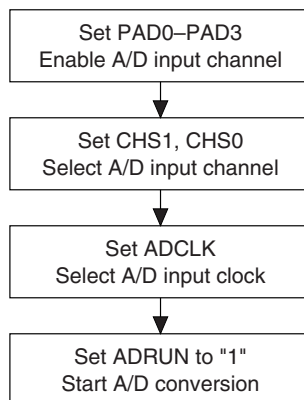 Set PAD0–PAD3
Enable A/D input channel
Set CHS1, CHS0
Select A/D input channel
Set ADCLK
Select A/D input clock
Set ADRUN to "1"
Start A/D conversion